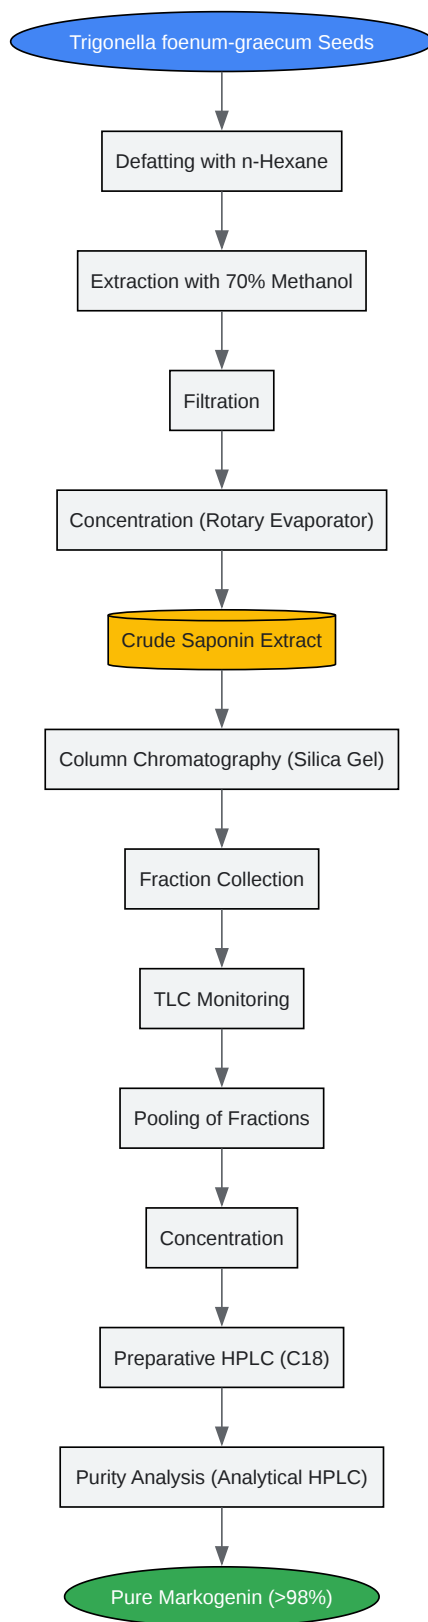 Trigonella foenum-graecum Seeds
Defatting with n-Hexane
Extraction with 70% Methanol
Filtration
Concentration (Rotary Evaporator)
Crude Saponin Extract
Column Chromatography (Silica Gel)
Fraction Collection
TLC Monitoring
Pooling of Fractions
Concentration
Preparative HPLC (C18)
Purity Analysis (Analytical HPLC)
Pure Markogenin (>98%)